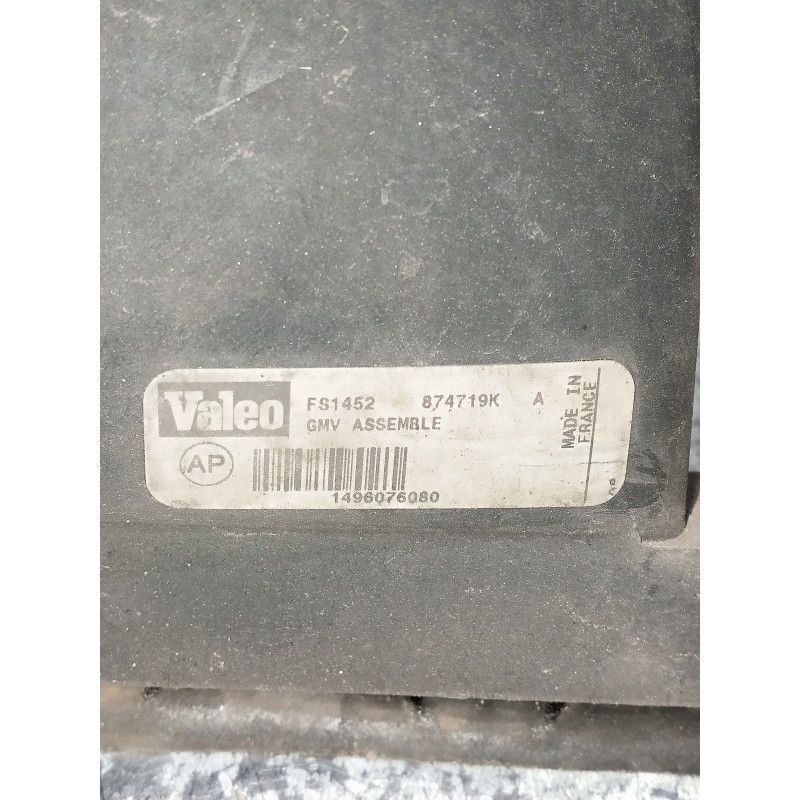 Valeo FS1452 874719K A
GMV ASSEMBLE
MADE IN
FRANCE
AP
1496076080